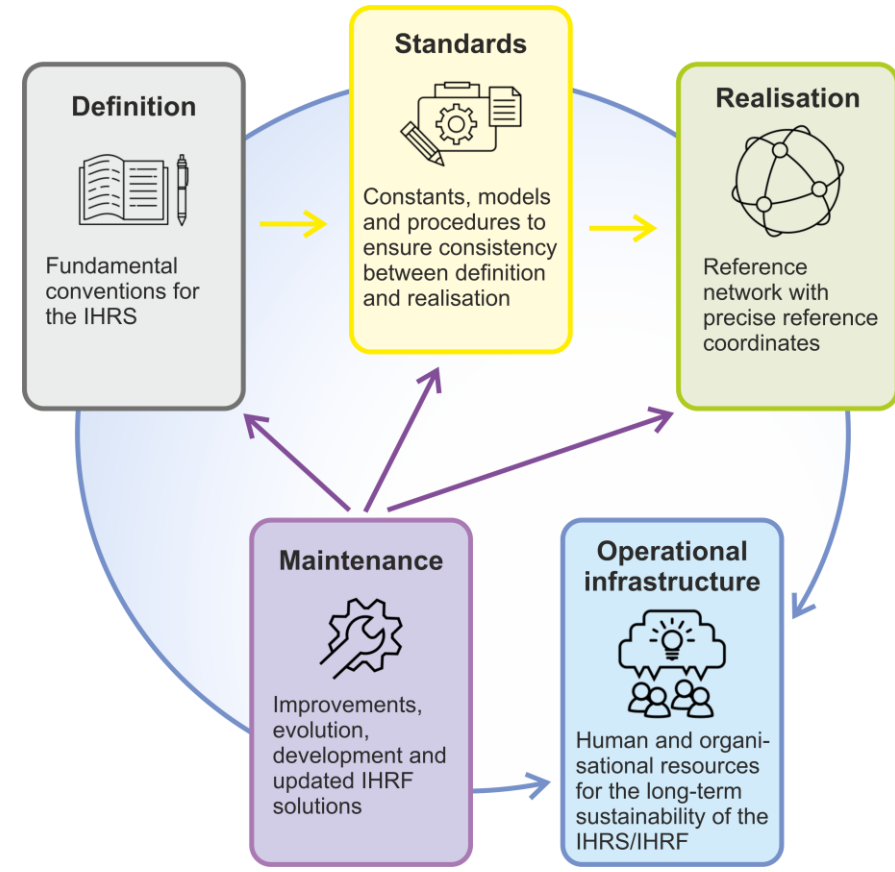 Definition
Fundamental
conventions for
the IHRS
Standards
Constants, models
and procedures to
ensure consistency
between definition
and realisation
Realisation
Reference
network with
precise reference
coordinates
Maintenance
Improvements,
evolution,
development and
updated IHRF
solutions
Operational
infrastructure
Human and organi-
sational resources
for the long-term
sustainability of the
IHRS/IHRF